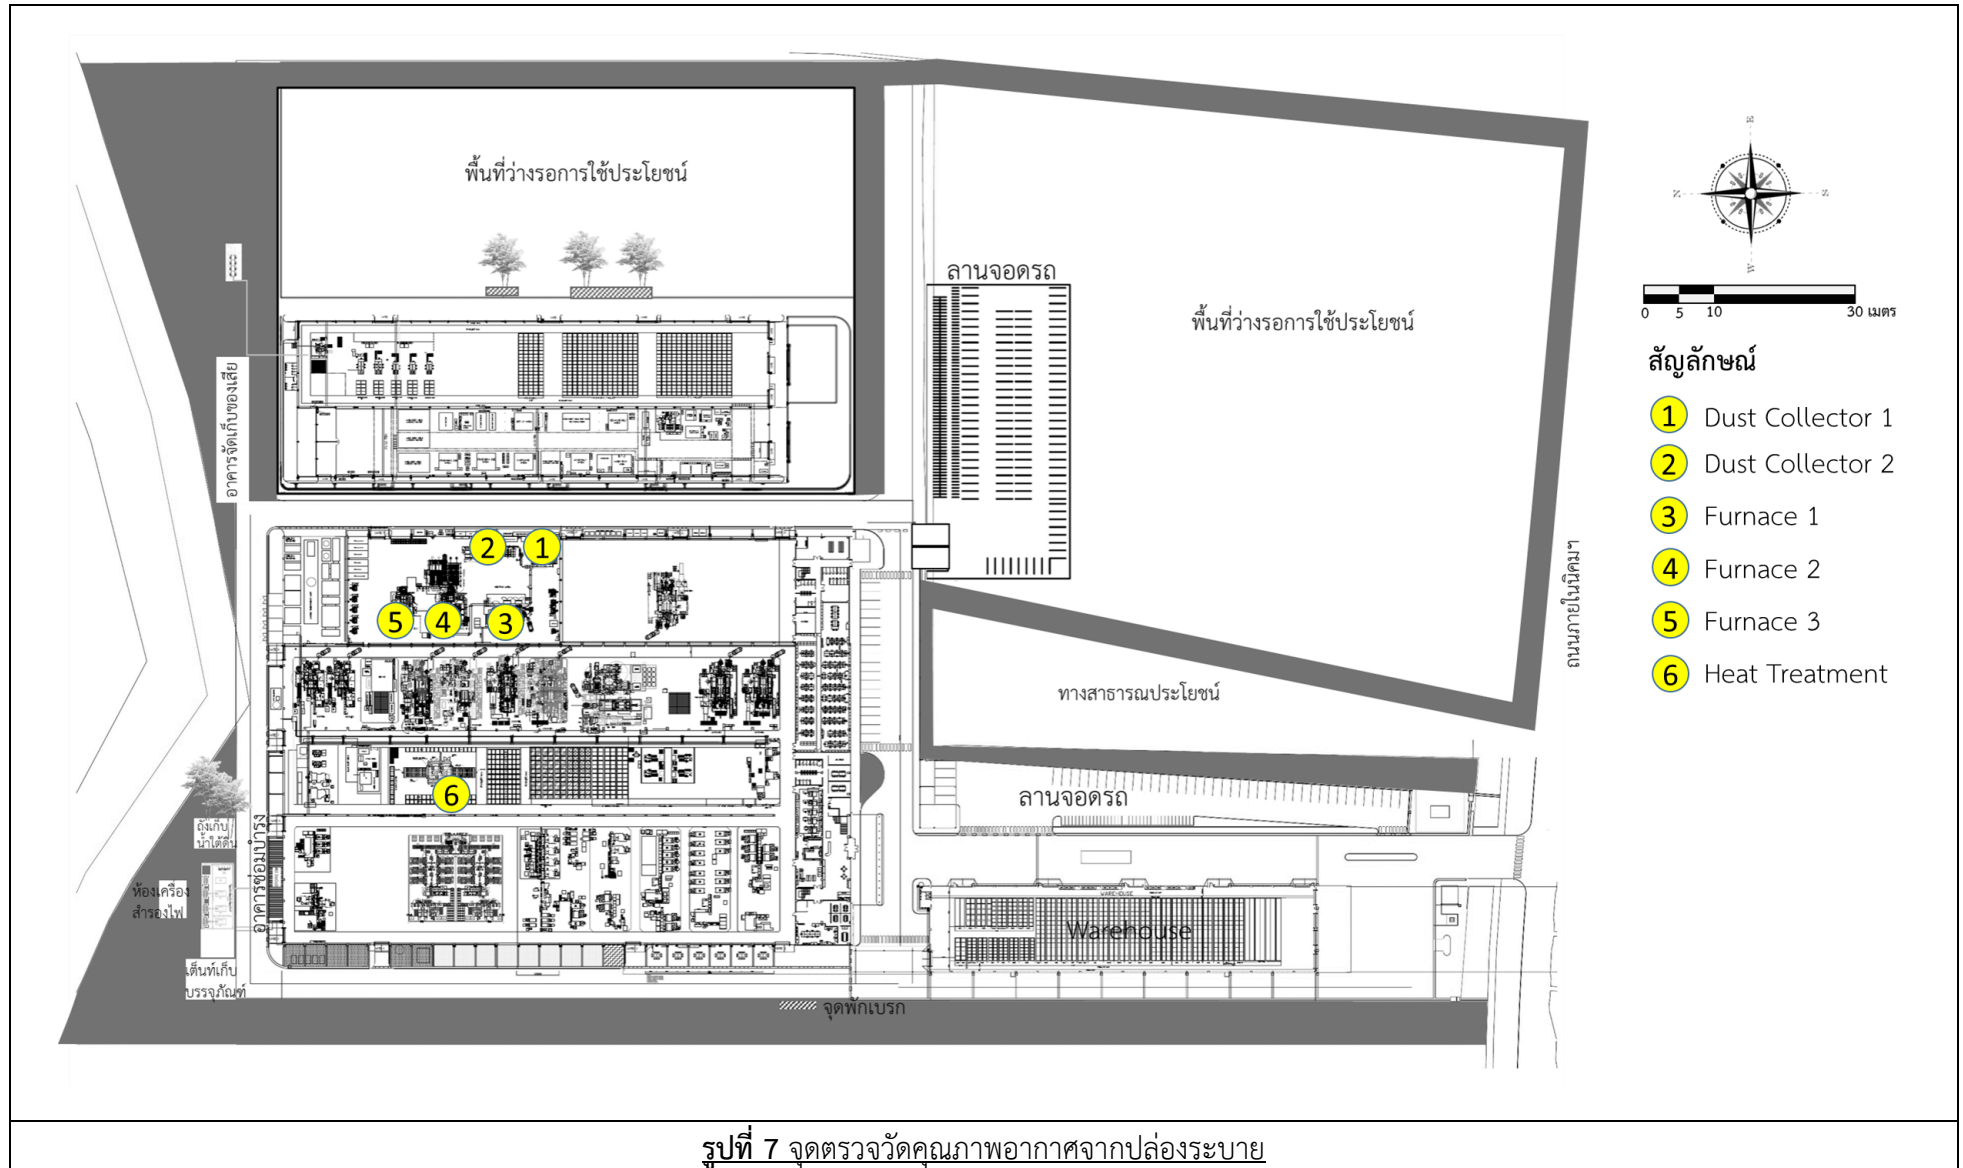 พื้นที่ว่างรอการใช้ประโยชน์
ลานจอดรถ
พื้นที่ว่างรอการใช้ประโยชน์
E
N
S
W
0 5 10 30 เมตร
สัญลักษณ์
1 Dust Collector 1
2 Dust Collector 2
3 Furnace 1
4 Furnace 2
5 Furnace 3
6 Heat Treatment
อาคารจัดเก็บของเสีย
2 1
5 4 3
6
ถนนภายในนิคมฯ
ทางสาธารณประโยชน์
ลานจอดรถ
ถังเก็บ
น้ำใต้ดิน
อาคารซ่อมบำรุง
ห้องเครื่อง
สำรองไฟ
WAREHOUSE
Warehouse
เต็นท์เก็บ
บรรจุภัณฑ์
จุดพักเบรก
รูปที่ 7 จุดตรวจวัดคุณภาพอากาศจากปล่องระบาย